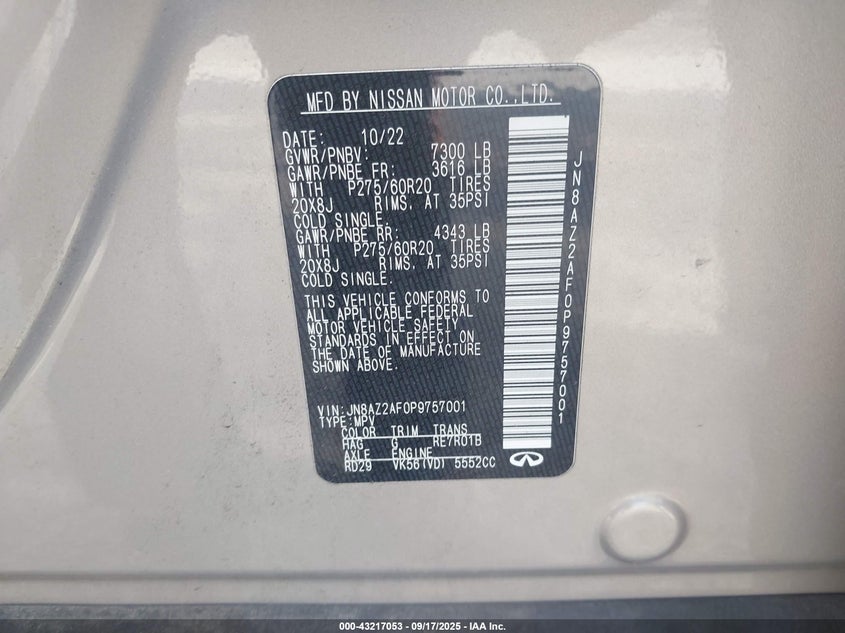 MFD BY NISSAN MOTOR CO.,LTD.
DATE: 10/22
GVWR/PNBV: 7300 LB
GAWR/PNBE FR: 3616 LB
WITH P275/60R20 TIRES
20X8J RIMS, AT 35PSI
COLD SINGLE.
GAWR/PNBE RR: 4343 LB
WITH P275/60R20 TIRES
20X8J RIMS, AT 35PSI
COLD SINGLE.
THIS VEHICLE CONFORMS TO
ALL APPLICABLE FEDERAL
MOTOR VEHICLE SAFETY
STANDARDS IN EFFECT ON
THE DATE OF MANUFACTURE
SHOWN ABOVE.
VIN:JN8AZ2AF0P9757001
TYPE:MPV
COLOR TRIM TRANS
HAG G RE7R01B
AXLE ENGINE
RD29 VK56(VD) 5552CC
JN8AZ2AF0P9757001
000-43217053 - 09/17/2025 - IAA Inc.